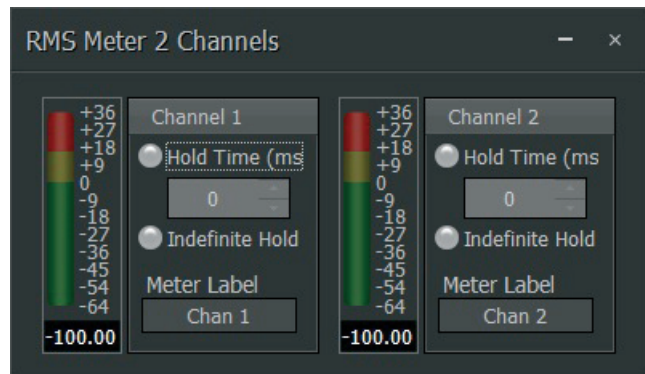 RMS Meter 2 Channels
+36
+27
+18
+9
0
-9
-18
-27
-36
-45
-54
-64
-100.00
Channel 1
Hold Time (ms
0
Indefinite Hold
Meter Label
Chan 1
+36
+27
+18
+9
0
-9
-18
-27
-36
-45
-54
-64
-100.00
Channel 2
Hold Time (ms
0
Indefinite Hold
Meter Label
Chan 2